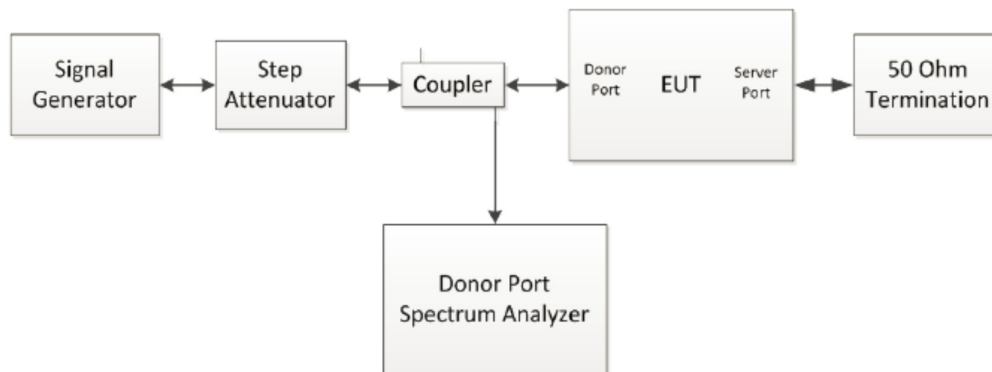 Signal
Generator
Step
Attenuator
Coupler
Donor
Port
EUT
Server
Port
50 Ohm
Termination
Donor Port
Spectrum Analyzer